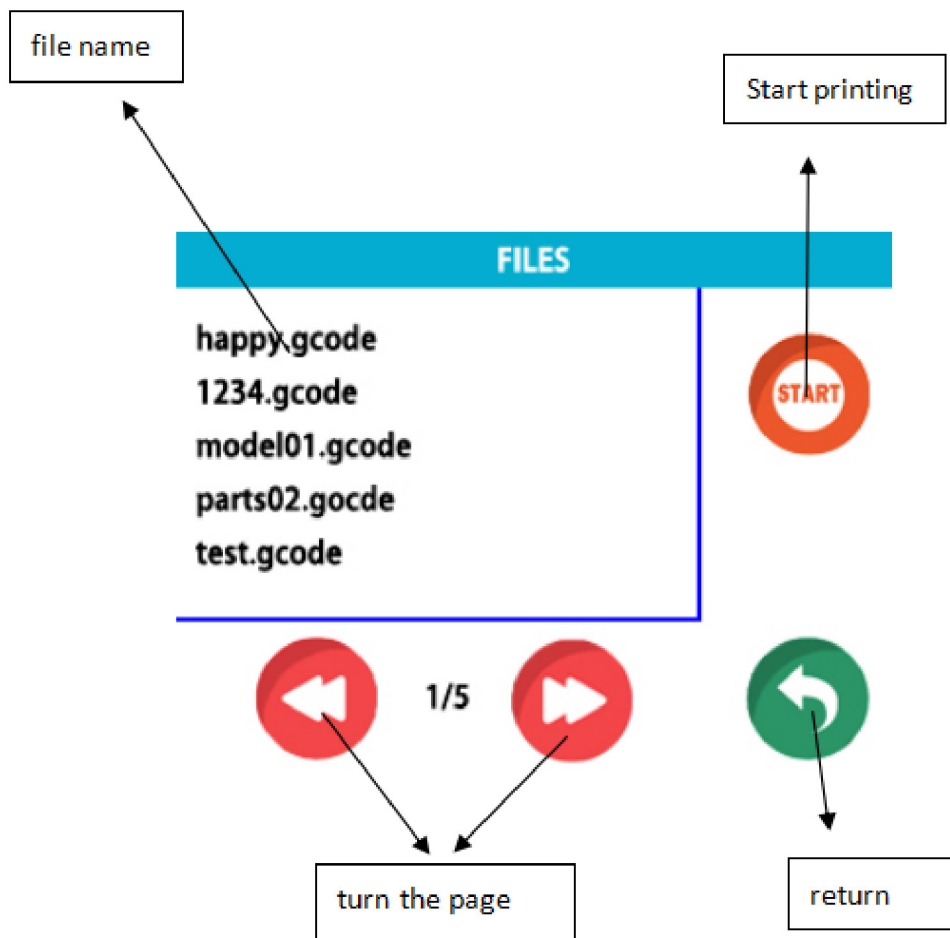 file name
Start printing
FILES
happy.gcode
1234.gcode
START
model01.gcode
parts02.gocde
test.gcode
1/5
turn the page
return